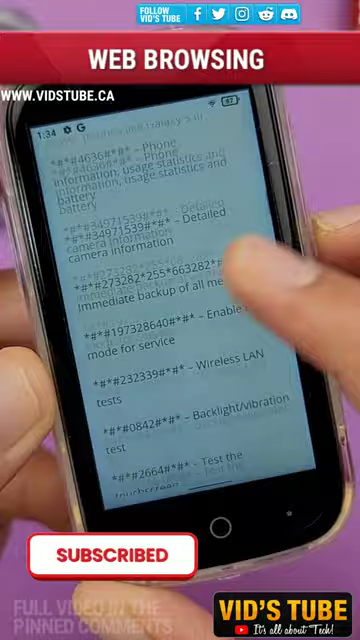 FOLLOW
VID'S TUBE
WEB BROWSING
WWW.VIDSTUBE.CA
1:34
67
*#*#4636#*#* – Phone
information, usage statistics and
battery
*#*#34971539#*#* – Detailed
camera information
*#*#273282*255*663282*#
Immediate backup of all me
*#*#197328640#*#* – Enable
mode for service
*#*#232339#*#* – Wireless LAN
tests
*#*#0842#*#* – Backlight/vibration
test
*#*#2664#*#* – Test the
touchscreen
SUBSCRIBED
FULL VIDEO IN THE
PINNED COMMENTS
VID'S TUBE
It's all about Tech!